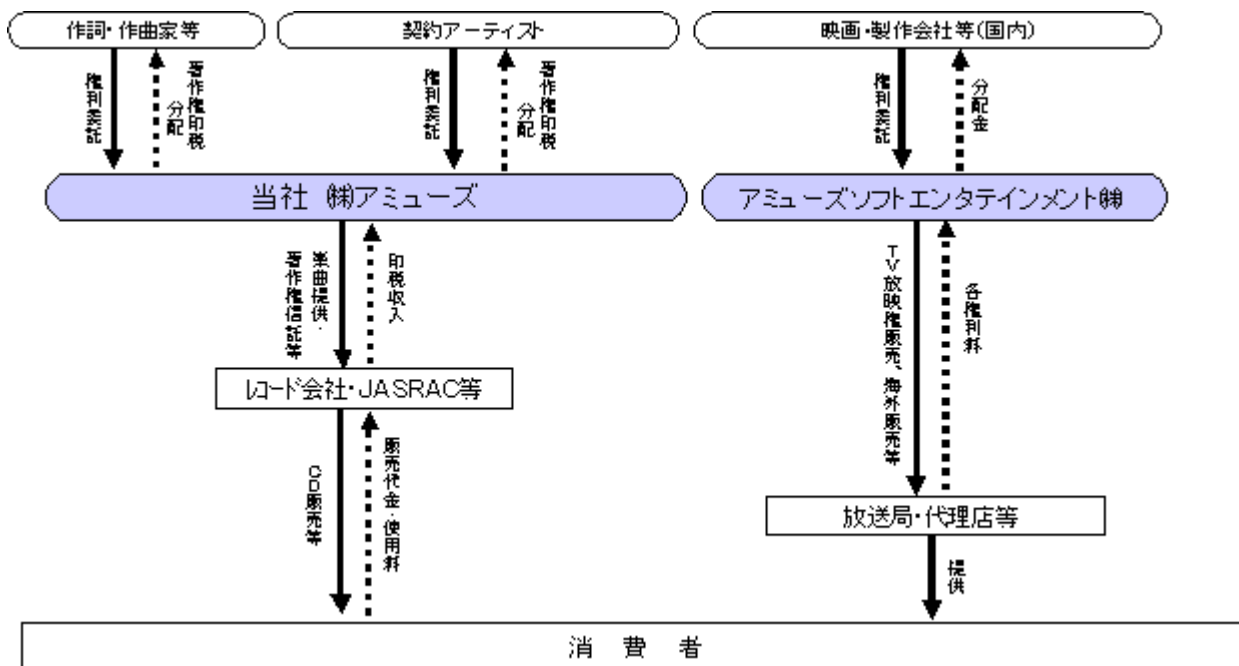 作詞・作曲家等
契約アーティスト
映画・製作会社等(国内)
権利委託
著作権印税
分配
権利委託
著作権印税
分配
権利委託
分配金
当社 ㈱アミューズ
アミューズソフトエンタテインメント㈱
楽曲提供・
著作権信託等
印税収入
TV放映権販売、海外販売等
各権利料
レコード会社・JASRAC等
CD販売等
販売代金・使用料
放送局・代理店等
提供
消費者